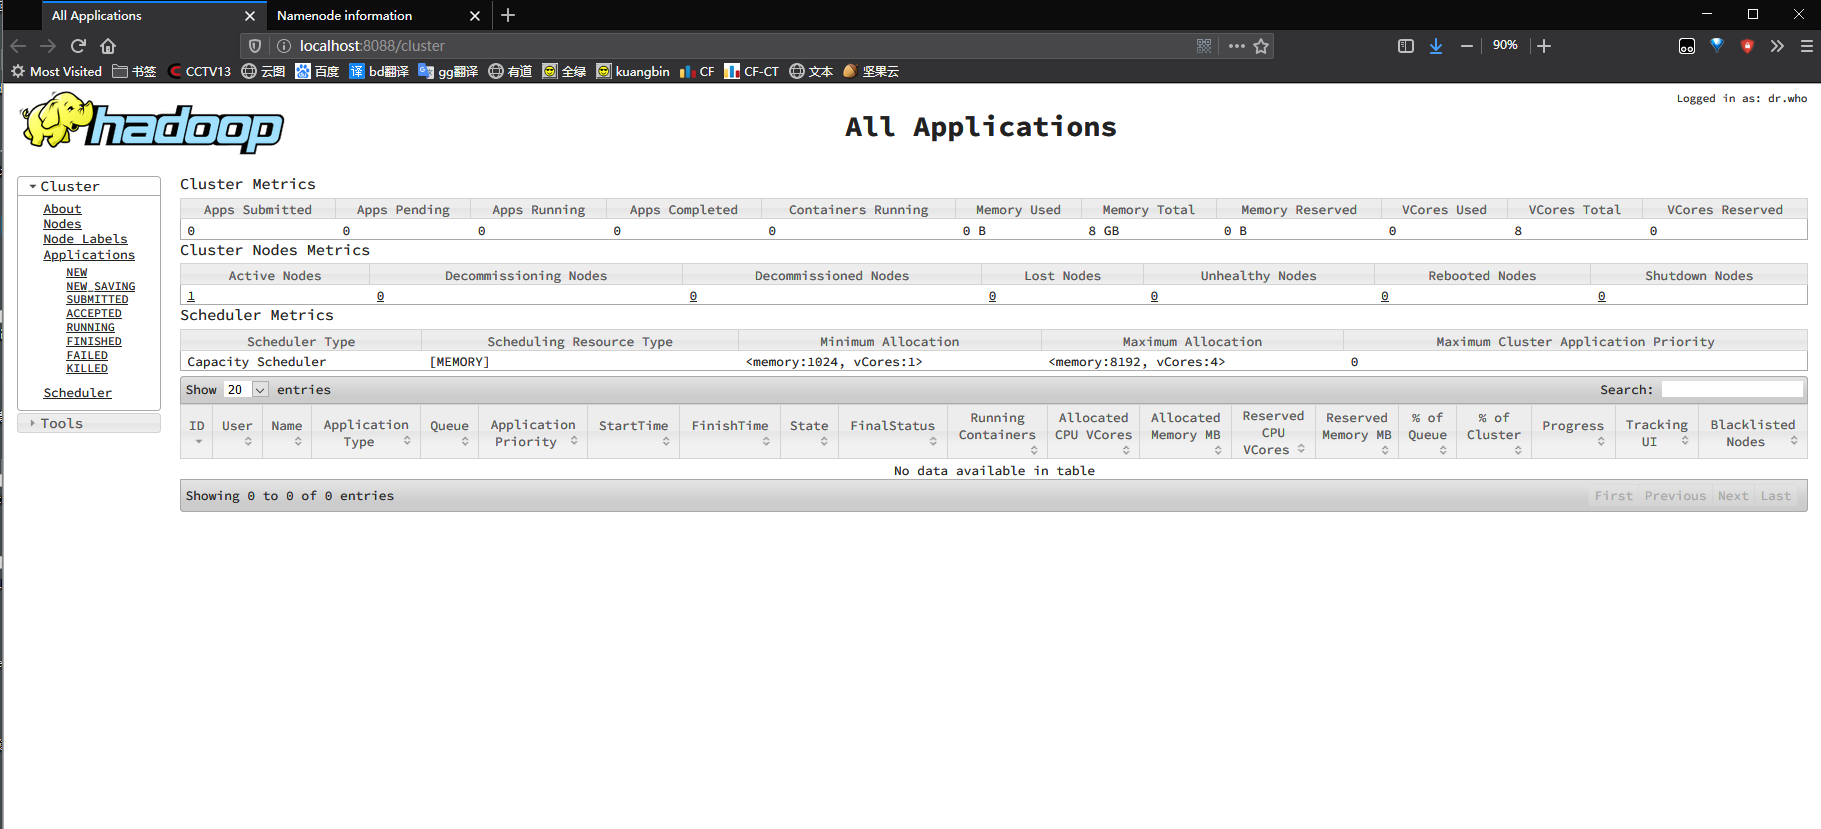 All Applications
Namenode information
localhost:8088/cluster
90%
Most Visited 书签 CCTV13 云图 百度 译 bd翻译 gg翻译 有道 全绿 kuangbin CF CF-CT 文本 坚果云
hadoop
Logged in as: dr.who
All Applications
Cluster
About
Nodes
Node Labels
Applications
NEW
NEW_SAVING
SUBMITTED
ACCEPTED
RUNNING
FINISHED
FAILED
KILLED
Scheduler
Tools
Cluster Metrics
Apps Submitted Apps Pending Apps Running Apps Completed Containers Running Memory Used Memory Total Memory Reserved VCores Used VCores Total VCores Reserved
0 0 0 0 0 0 B 8 GB 0 B 0 8 0
Cluster Nodes Metrics
Active Nodes Decommissioning Nodes Decommissioned Nodes Lost Nodes Unhealthy Nodes Rebooted Nodes Shutdown Nodes
1 0 0 0 0 0 0
Scheduler Metrics
Scheduler Type Scheduling Resource Type Minimum Allocation Maximum Allocation Maximum Cluster Application Priority
Capacity Scheduler [MEMORY] <memory:1024, vCores:1> <memory:8192, vCores:4> 0
Show 20 entries Search:
ID User Name Application Type Queue Application Priority StartTime FinishTime State FinalStatus Running Containers Allocated CPU VCores Allocated Memory MB Reserved CPU VCores Reserved Memory MB % of Queue % of Cluster Progress Tracking UI Blacklisted Nodes
No data available in table
Showing 0 to 0 of 0 entries First Previous Next Last